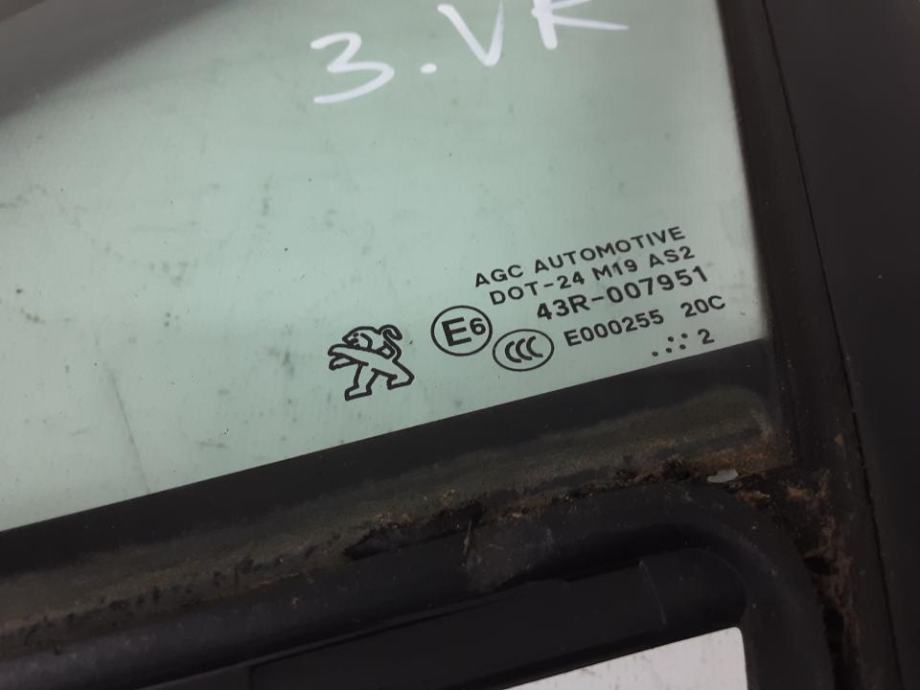 3.VR
AGC AUTOMOTIVE
DOT-24 M19 AS2
43R-007951
E6
CCC
E000255 20C
.:·: 2